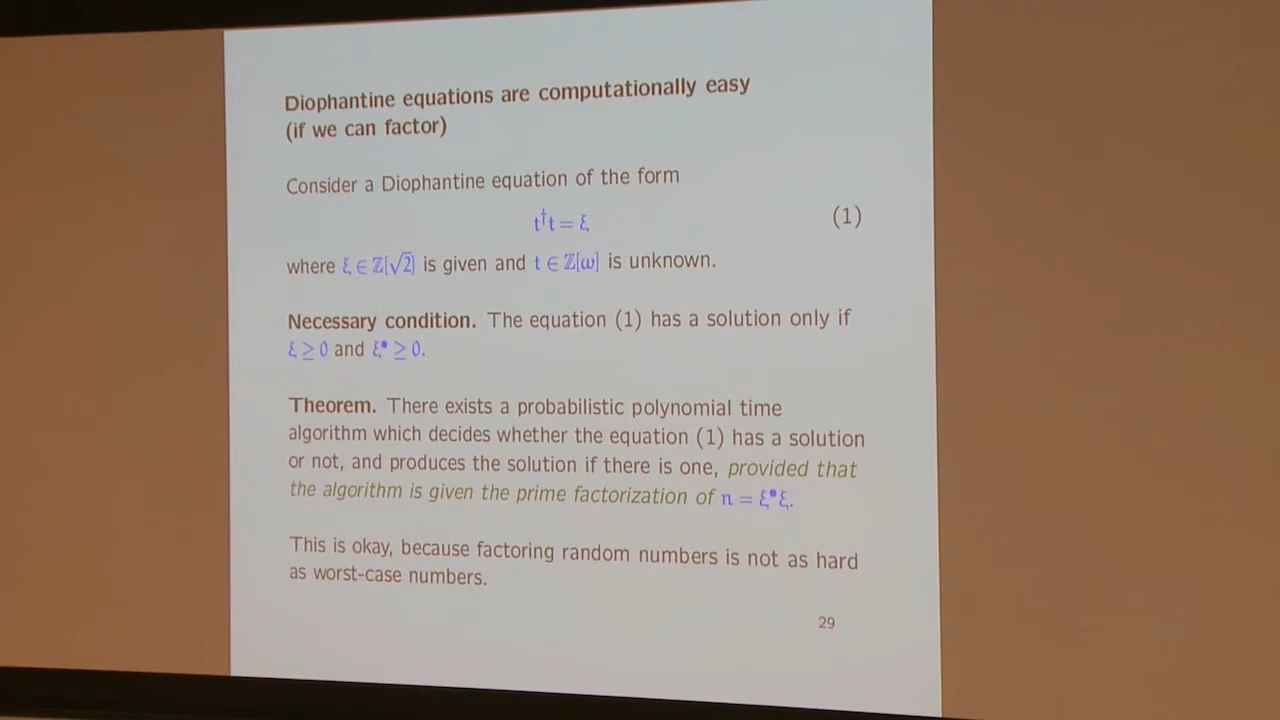 Diophantine equations are computationally easy
(if we can factor)
Consider a Diophantine equation of the form
t†t = ξ (1)
where ξ ∈ ℤ[√2] is given and t ∈ ℤ[ω] is unknown.
Necessary condition. The equation (1) has a solution only if
ξ ≥ 0 and ξ• ≥ 0.
Theorem. There exists a probabilistic polynomial time
algorithm which decides whether the equation (1) has a solution
or not, and produces the solution if there is one, provided that
the algorithm is given the prime factorization of n = ξ•ξ.
This is okay, because factoring random numbers is not as hard
as worst-case numbers.
29